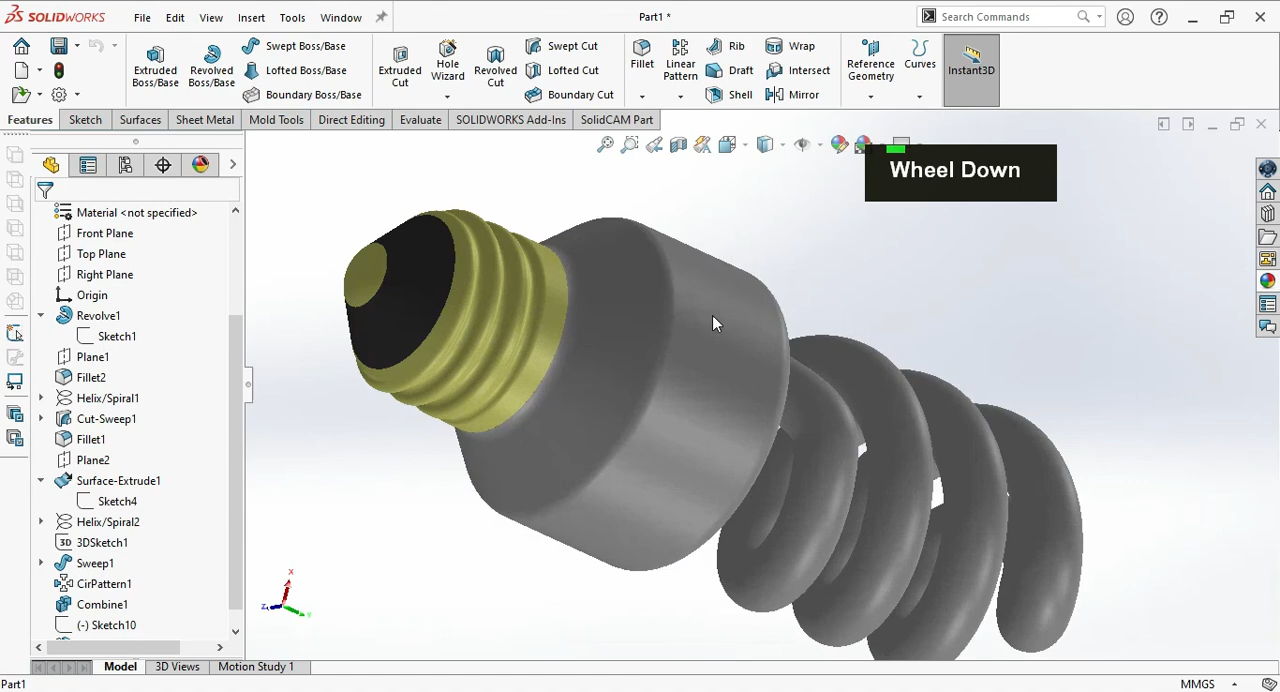 SOLIDWORKS
File
Edit
View
Insert
Tools
Window
Part1 *
Search Commands
Extruded Boss/Base
Revolved Boss/Base
Swept Boss/Base
Lofted Boss/Base
Boundary Boss/Base
Extruded Cut
Hole Wizard
Revolved Cut
Swept Cut
Lofted Cut
Boundary Cut
Fillet
Linear Pattern
Rib
Draft
Shell
Wrap
Intersect
Mirror
Reference Geometry
Curves
Instant3D
Features
Sketch
Surfaces
Sheet Metal
Mold Tools
Direct Editing
Evaluate
SOLIDWORKS Add-Ins
SolidCAM Part
Wheel Down
Material <not specified>
Front Plane
Top Plane
Right Plane
Origin
Revolve1
Sketch1
Plane1
Fillet2
Helix/Spiral1
Cut-Sweep1
Fillet1
Plane2
Surface-Extrude1
Sketch4
Helix/Spiral2
3D 3DSketch1
Sweep1
CirPattern1
Combine1
(-) Sketch10
X
Z
Y
Model
3D Views
Motion Study 1
Part1
MMGS